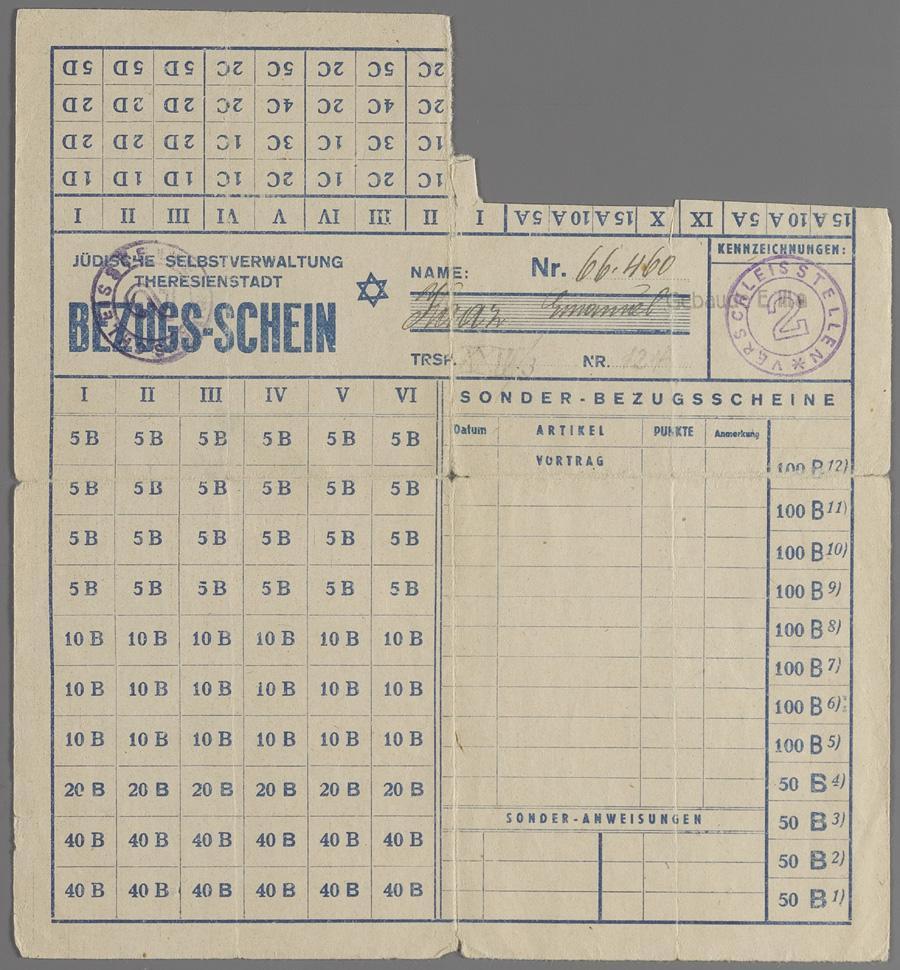 5D 5D 5D 2C 5C 2C 5C 2C
2D 2D 2D 2C 4C 2C 4C 2C
2D 2D 2D 1C 3C 1C 3C 1C
1D 1D 1D 1C 2C 1C 2C 1C
I II III VI V IV III II I 15A 10A 5A 15A 10A 5A X IX 15A 10A 5A
JÜDISCHE SELBSTVERWALTUNG
THERESIENSTADT
BEZUGS-SCHEIN
NAME: Nr. 66.460
Emanuel
TRSP. NR.
KENNZEICHNUNGEN:
VERSCHLEISSTELLEN
2
I II III IV V VI
5 B 5 B 5 B 5 B 5 B 5 B
5 B 5 B 5 B 5 B 5 B 5 B
5 B 5 B 5 B 5 B 5 B 5 B
5 B 5 B 5 B 5 B 5 B 5 B
10 B 10 B 10 B 10 B 10 B 10 B
10 B 10 B 10 B 10 B 10 B 10 B
10 B 10 B 10 B 10 B 10 B 10 B
20 B 20 B 20 B 20 B 20 B 20 B
40 B 40 B 40 B 40 B 40 B 40 B
40 B 40 B 40 B 40 B 40 B 40 B
SONDER-BEZUGSSCHEINE
Datum ARTIKEL PUNKTE Anmerkung
VORTRAG
100 B 12)
100 B 11)
100 B 10)
100 B 9)
100 B 8)
100 B 7)
100 B 6)
100 B 5)
50 B 4)
50 B 3)
50 B 2)
50 B 1)
SONDER-ANWEISUNGEN